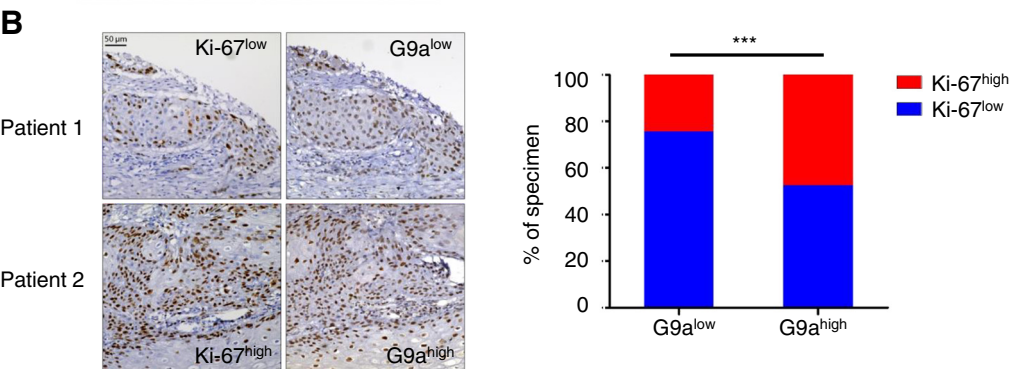 B
50 µm
Ki-67low
G9alow
Patient 1
Patient 2
Ki-67high
G9ahigh
***
100
80
60
40
20
0
% of specimen
G9alow
G9ahigh
Ki-67high
Ki-67low